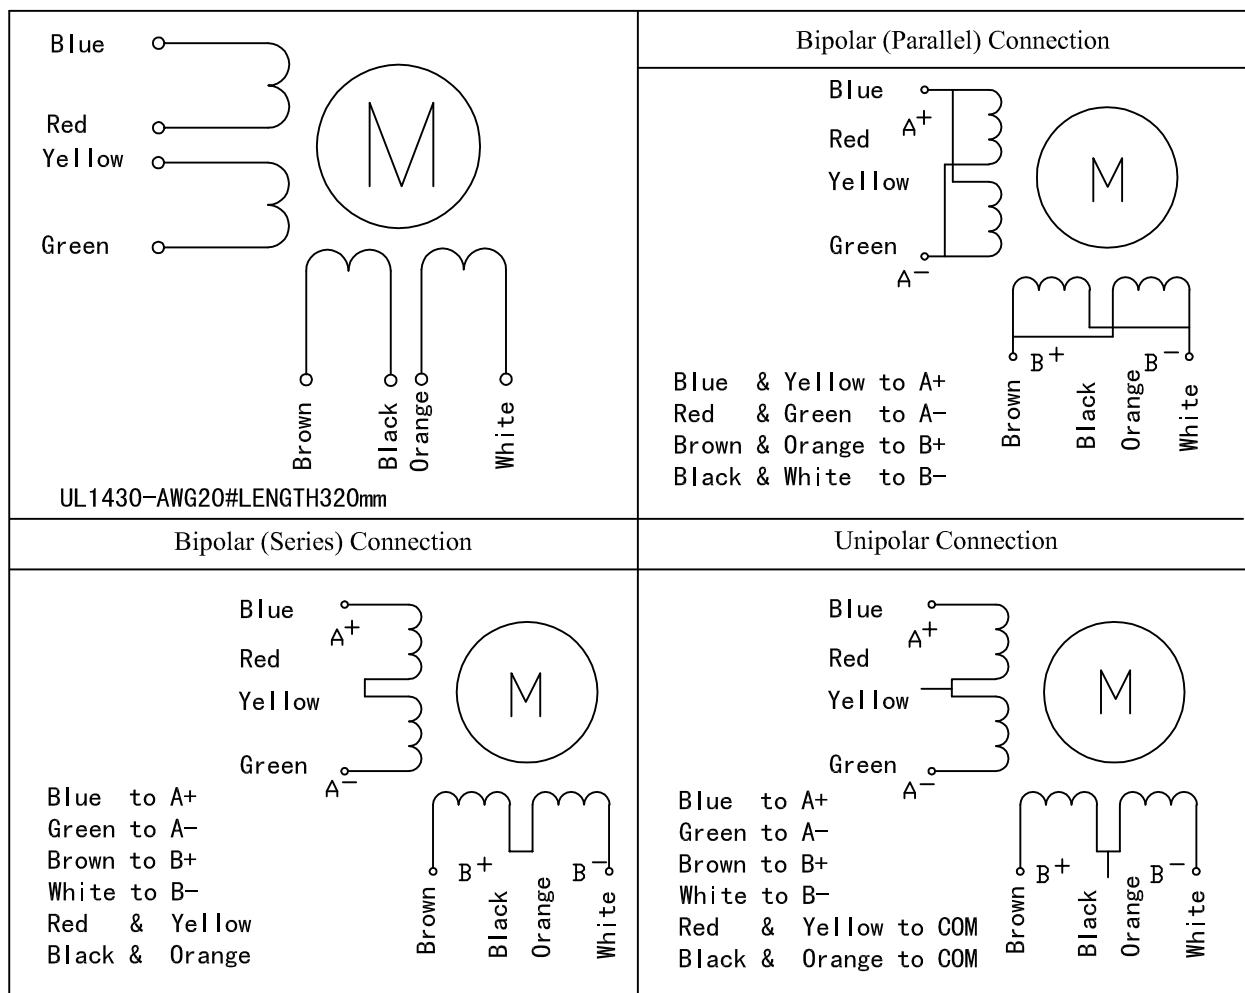 Blue
Red
Yellow
Green
M
Brown
Black
Orange
White
UL1430-AWG20#LENGTH320mm
Bipolar (Parallel) Connection
Blue
A+
Red
Yellow
Green
A-
M
B+
B-
Brown
Black
Orange
White
Blue & Yellow to A+
Red & Green to A-
Brown & Orange to B+
Black & White to B-
Bipolar (Series) Connection
Blue
A+
Red
Yellow
Green
A-
M
B+
B-
Brown
Black
Orange
White
Blue to A+
Green to A-
Brown to B+
White to B-
Red & Yellow
Black & Orange
Unipolar Connection
Blue
A+
Red
Yellow
Green
A-
M
B+
B-
Brown
Black
Orange
White
Blue to A+
Green to A-
Brown to B+
White to B-
Red & Yellow to COM
Black & Orange to COM